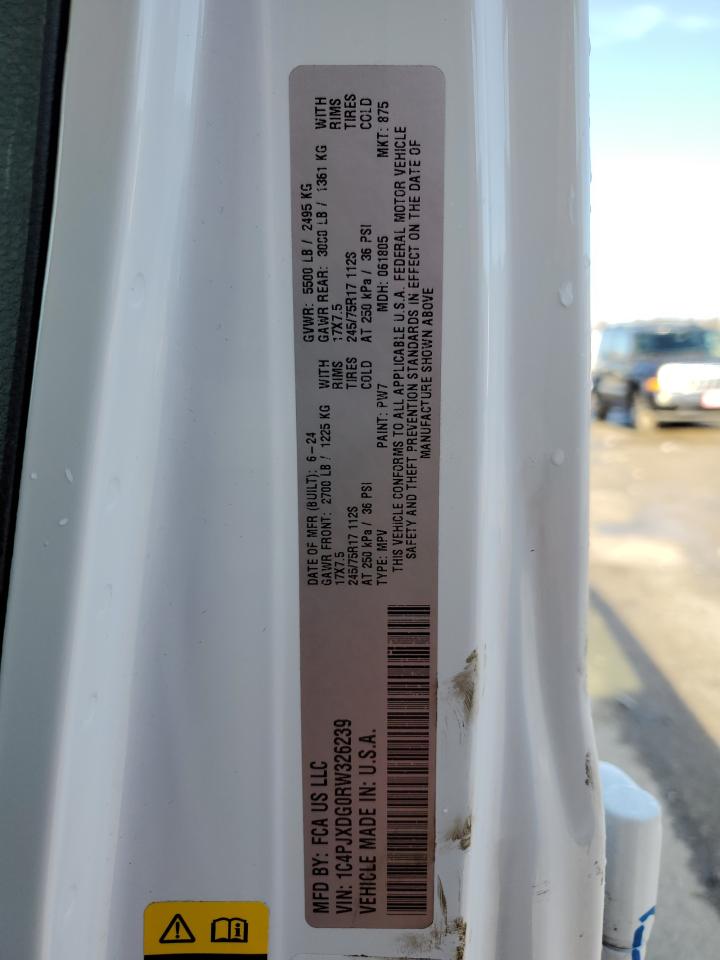 MFD BY: FCA US LLC
VIN: 1C4PJXDG0RW326239
VEHICLE MADE IN: U.S.A.
DATE OF MFR (BUILT): 6-24 GVWR: 5500 LB / 2495 KG
GAWR FRONT: 2700 LB / 1225 KG WITH GAWR REAR: 3000 LB / 1361 KG WITH
17X7.5 RIMS 17X7.5 RIMS
245/75R17 112S TIRES 245/75R17 112S TIRES
AT 250 kPa / 36 PSI COLD AT 250 kPa / 36 PSI COLD
TYPE: MPV PAINT: PW7 MDH: 061805 MKT: 875
THIS VEHICLE CONFORMS TO ALL APPLICABLE U.S.A. FEDERAL MOTOR VEHICLE
SAFETY AND THEFT PREVENTION STANDARDS IN EFFECT ON THE DATE OF
MANUFACTURE SHOWN ABOVE